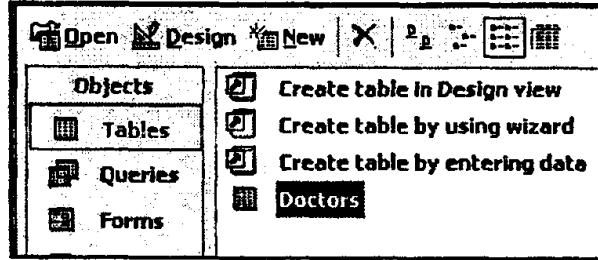 Open Design New
Objects
Tables
Queries
Forms
Create table in Design view
Create table by using wizard
Create table by entering data
Doctors